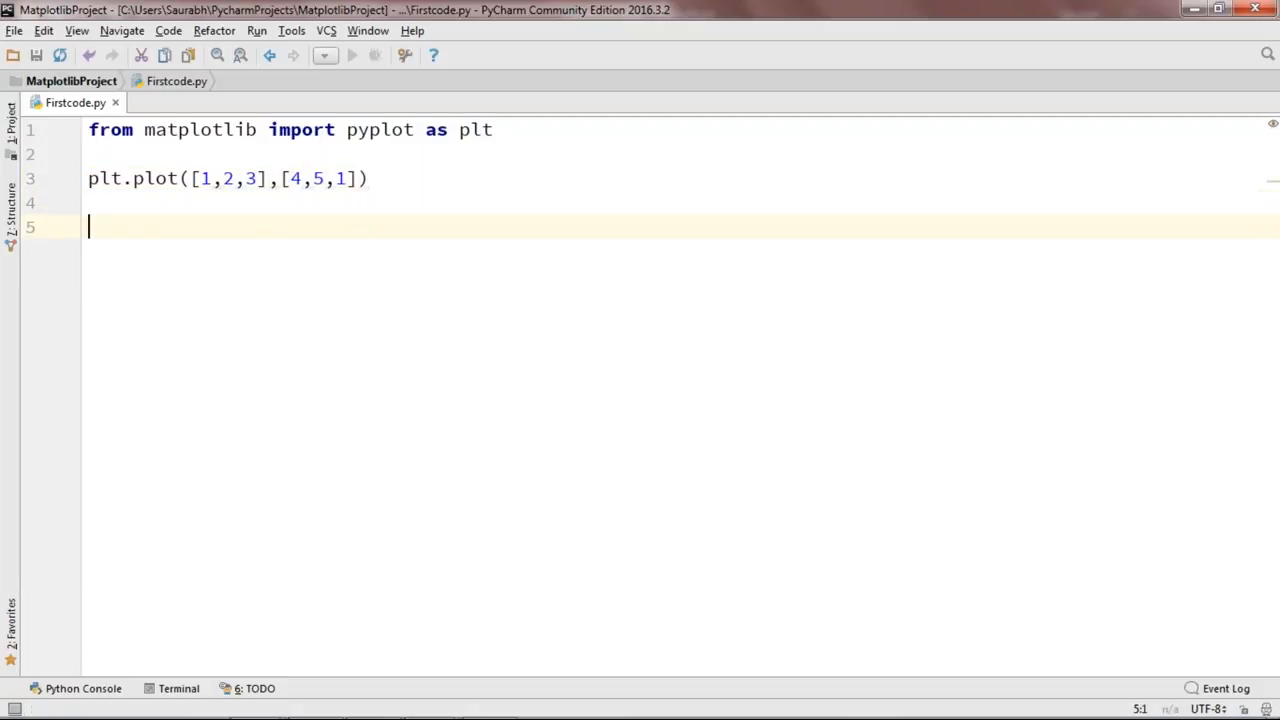 PC MatplotlibProject - [C:\Users\Saurabh\PycharmProjects\MatplotlibProject] - ...\Firstcode.py - PyCharm Community Edition 2016.3.2
File Edit View Navigate Code Refactor Run Tools VCS Window Help
MatplotlibProject Firstcode.py
Firstcode.py
1: Project
Z: Structure
2: Favorites
1 from matplotlib import pyplot as plt
2
3 plt.plot([1,2,3],[4,5,1])
4
5
Python Console Terminal 6: TODO Event Log
5:1 n/a UTF-8